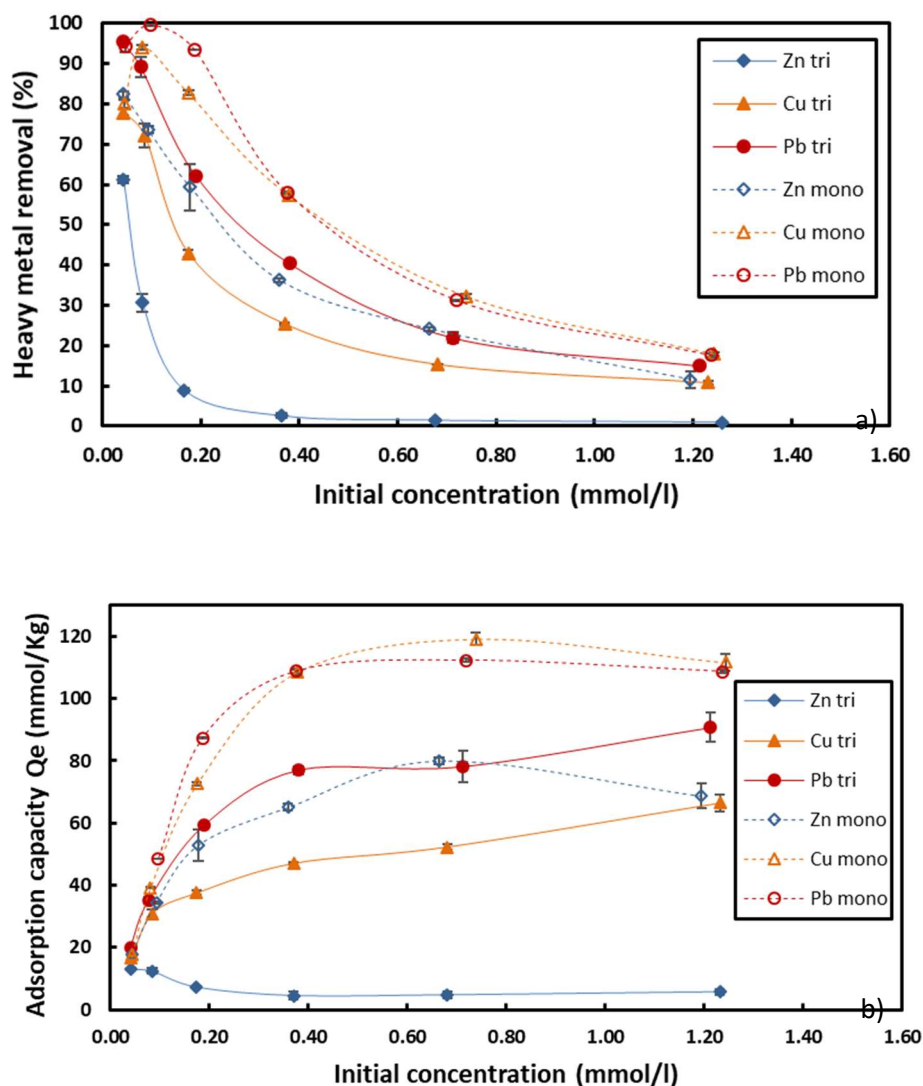 Heavy metal removal (%)
100
90
80
70
60
50
40
30
20
10
0
Zn tri
Cu tri
Pb tri
Zn mono
Cu mono
Pb mono
a)
0.00 0.20 0.40 0.60 0.80 1.00 1.20 1.40 1.60
Initial concentration (mmol/l)
Adsorption capacity Qe (mmol/Kg)
120
100
80
60
40
20
0
Zn tri
Cu tri
Pb tri
Zn mono
Cu mono
Pb mono
b)
0.00 0.20 0.40 0.60 0.80 1.00 1.20 1.40 1.60
Initial concentration (mmol/l)